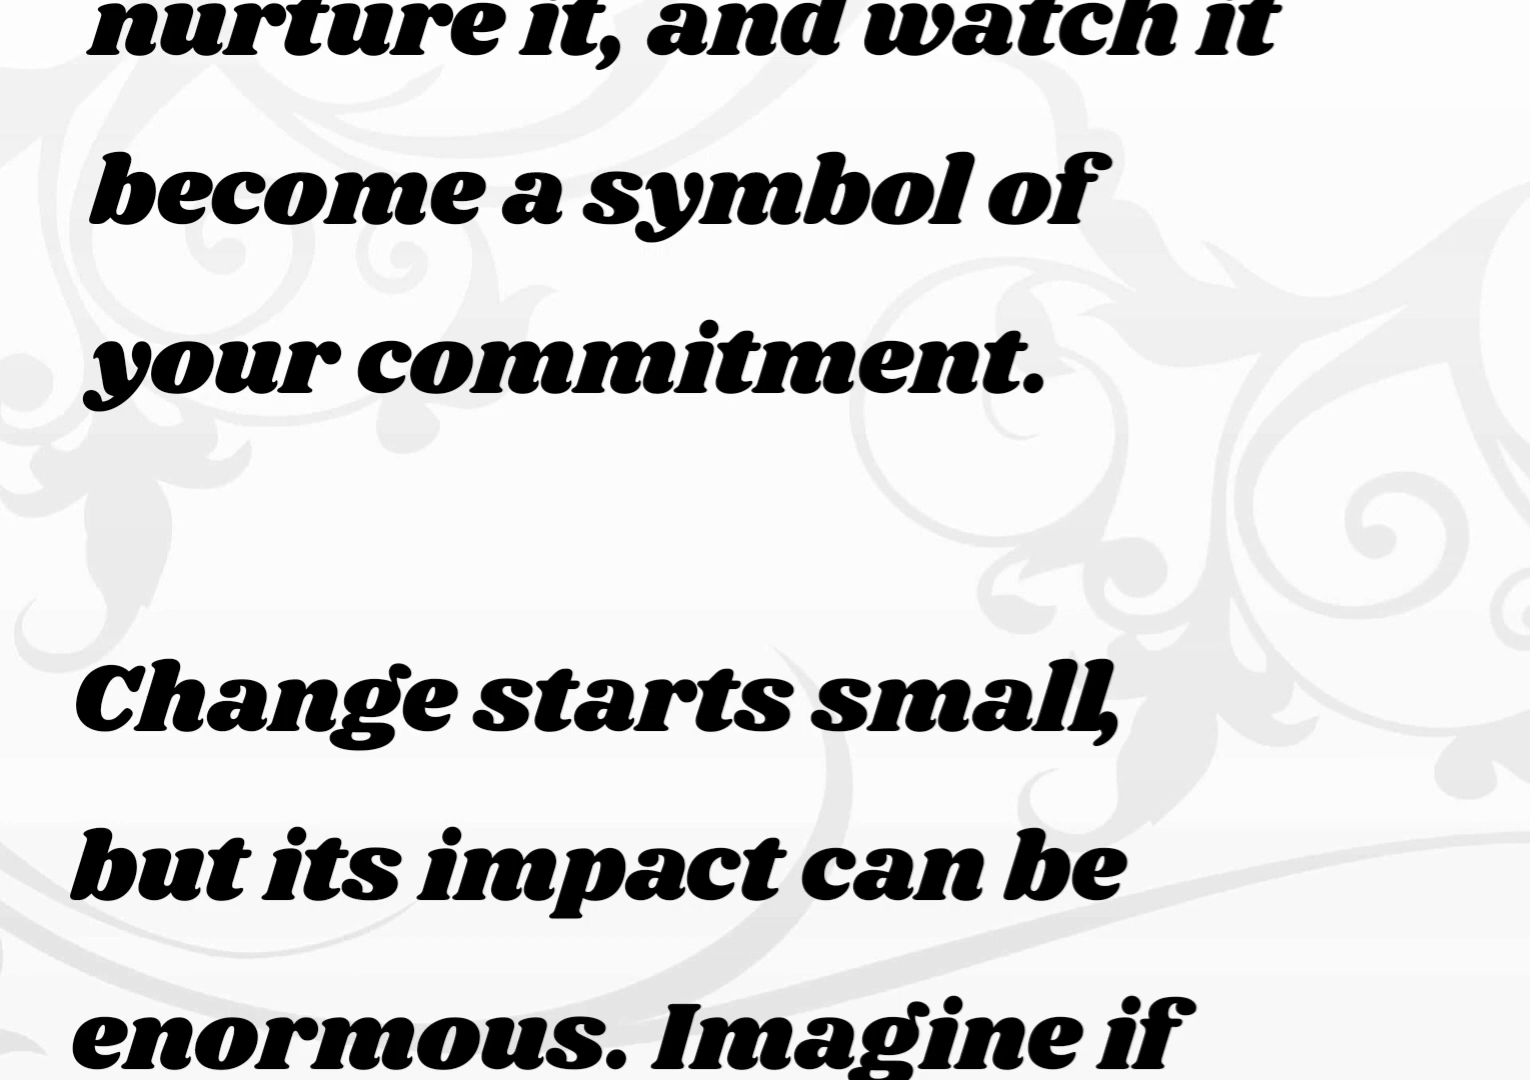 nurture it, and watch it
become a symbol of
your commitment.
Change starts small,
but its impact can be
enormous. Imagine if